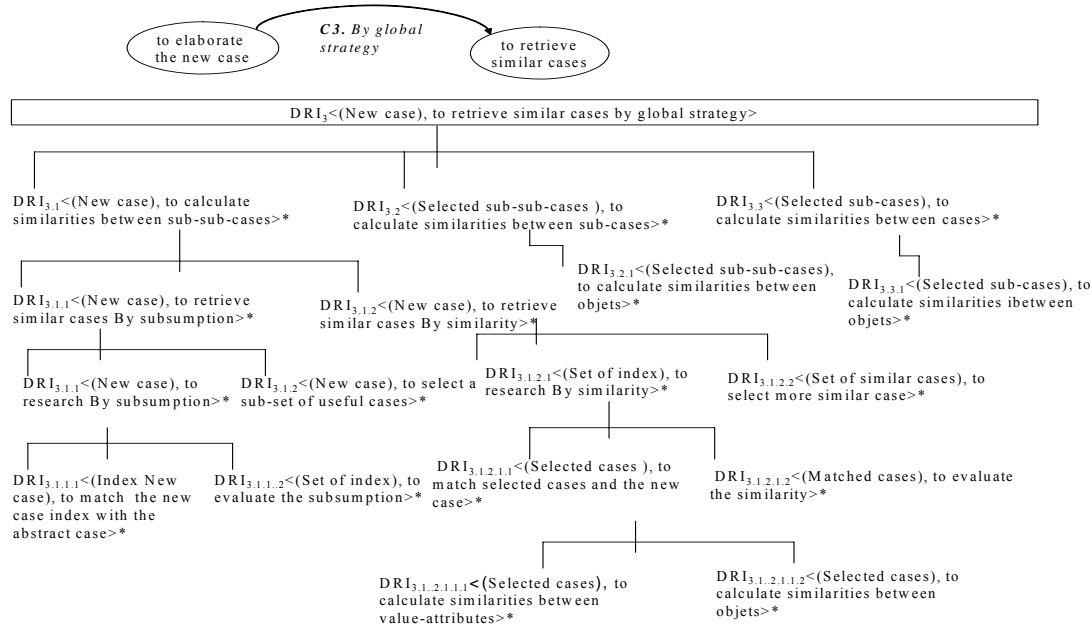 to elaborate
the new case
C3. By global
strategy
to retrieve
similar cases
DRI3<(New case), to retrieve similar cases by global strategy>
DRI3.1<(New case), to calculate
similarities between sub-sub-cases>*
DRI3.2<(Selected sub-sub-cases ), to
calculate similarities between sub-cases>*
DRI3.3<(Selected sub-cases), to
calculate similarities between cases>*
DRI3.2.1<(Selected sub-sub-cases),
to calculate similarities between
objets>*
DRI3.3.1<(Selected sub-cases), to
calculate similarities ibetween
objets>*
DRI3.1.1<(New case), to retrieve
similar cases By subsumption>*
DRI3.1.2<(New case), to retrieve
similar cases By similarity>*
DRI3.1.1<(New case), to
research By subsumption>*
DRI3.1.2<(New case), to select a
sub-set of useful cases>*
DRI3.1.2.1<(Set of index), to
research By similarity>*
DRI3.1.2.2<(Set of similar cases), to
select more similar case>*
DRI3.1.1.1<(Index New
case), to match the new
case index with the
abstract case>*
DRI3.1.1..2<(Set of index), to
evaluate the subsumption>*
DRI3.1.2.1.1<(Selected cases ), to
match selected cases and the new
case>*
DRI3.1.2.1.2<(Matched cases), to evaluate
the similarity>*
DRI3.1..2.1.1.1<(Selected cases), to
calculate similarities between
value-attributes>*
DRI3.1..2.1.1.2<(Selected cases), to
calculate similarities between
objets>*